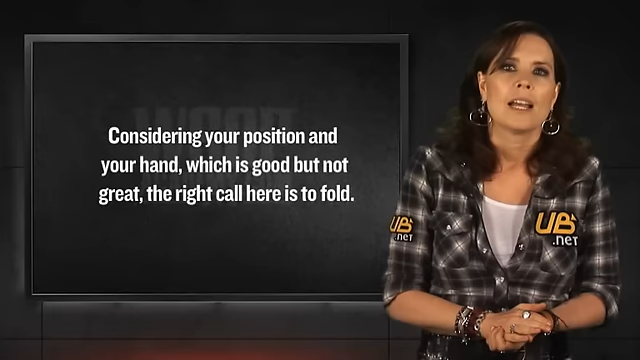 Considering your position and
your hand, which is good but not
great, the right call here is to fold.
UB
.NET
UB
.NET